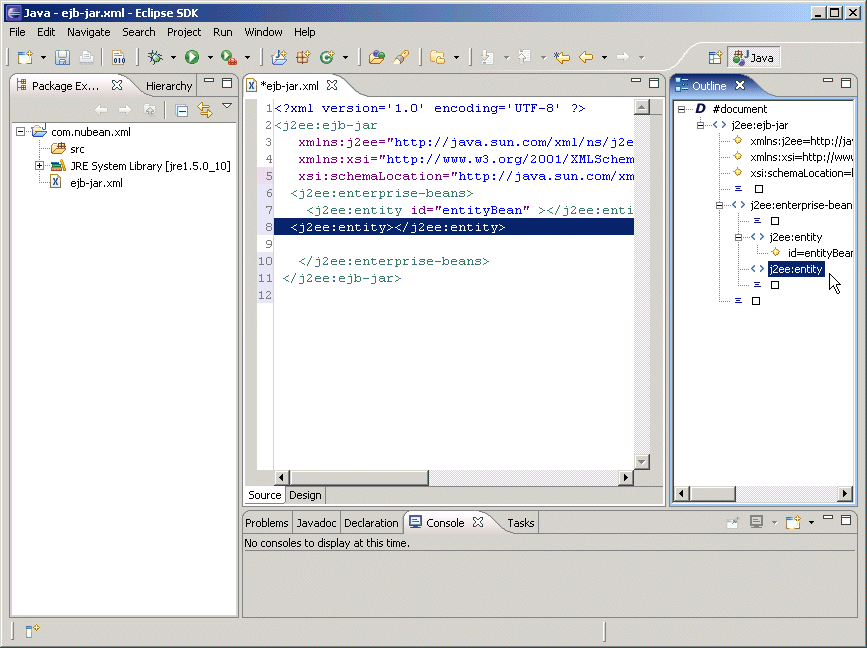 Java - ejb-jar.xml - Eclipse SDK
File Edit Navigate Search Project Run Window Help
010
Java
Package Ex... Hierarchy
com.nubean.xml
src
JRE System Library [jre1.5.0_10]
X ejb-jar.xml
X *ejb-jar.xml
1 <?xml version='1.0' encoding='UTF-8' ?>
2 <j2ee:ejb-jar
3 xmlns:j2ee="http://java.sun.com/xml/ns/j2e
4 xmlns:xsi="http://www.w3.org/2001/XMLSchem
5 xsi:schemaLocation="http://java.sun.com/xm
6 <j2ee:enterprise-beans>
7 <j2ee:entity id="entityBean" ></j2ee:enti
8 <j2ee:entity></j2ee:entity>
9
10 </j2ee:enterprise-beans>
11 </j2ee:ejb-jar>
12
Source Design
Outline
D #document
<> j2ee:ejb-jar
xmlns:j2ee=http://jav
xmlns:xsi=http://www
xsi:schemaLocation=h
<> j2ee:enterprise-bean
<> j2ee:entity
id=entityBean
<> j2ee:entity
Problems Javadoc Declaration Console Tasks
No consoles to display at this time.